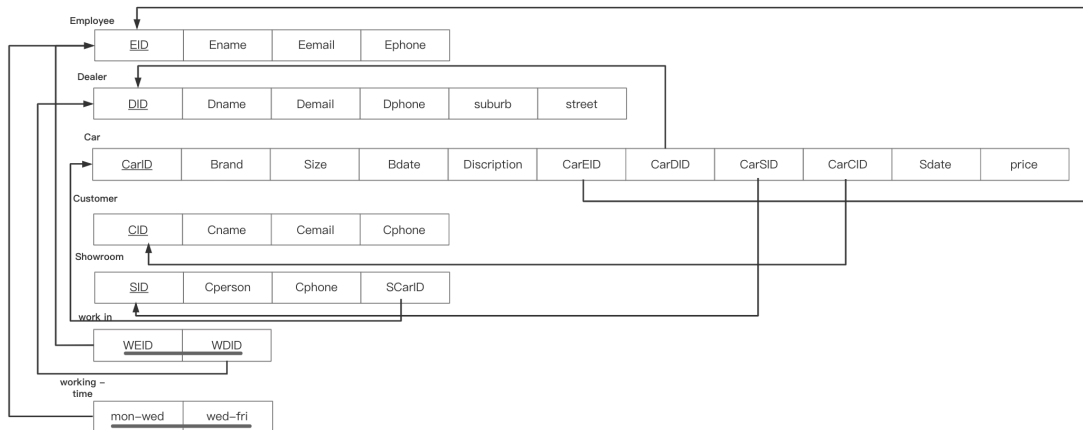 Employee
EID Ename Eemail Ephone
Dealer
DID Dname Demail Dphone suburb street
Car
CarID Brand Size Bdate Discription CarEID CarDID CarSID CarCID Sdate price
Customer
CID Cname Cemail Cphone
Showroom
SID Cperson Cphone SCarID
work in
WEID WDID
working -
time
mon-wed wed-fri